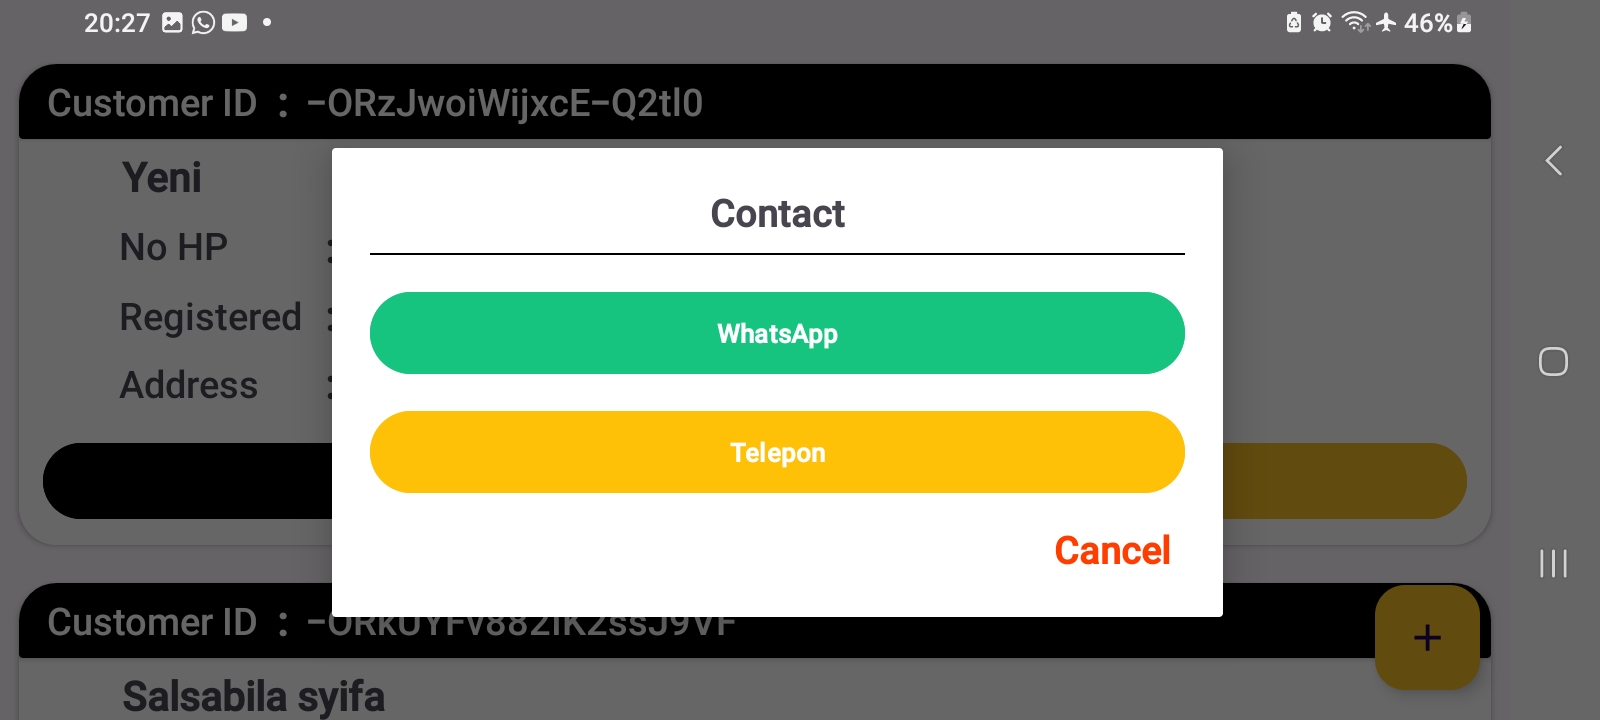 20:27
46%
Customer ID : -ORzJwoiWijxcE-Q2tl0
Yeni
No HP :
Registered :
Address :
Contact
WhatsApp
Telepon
Cancel
Customer ID :
+
Salsabila syifa